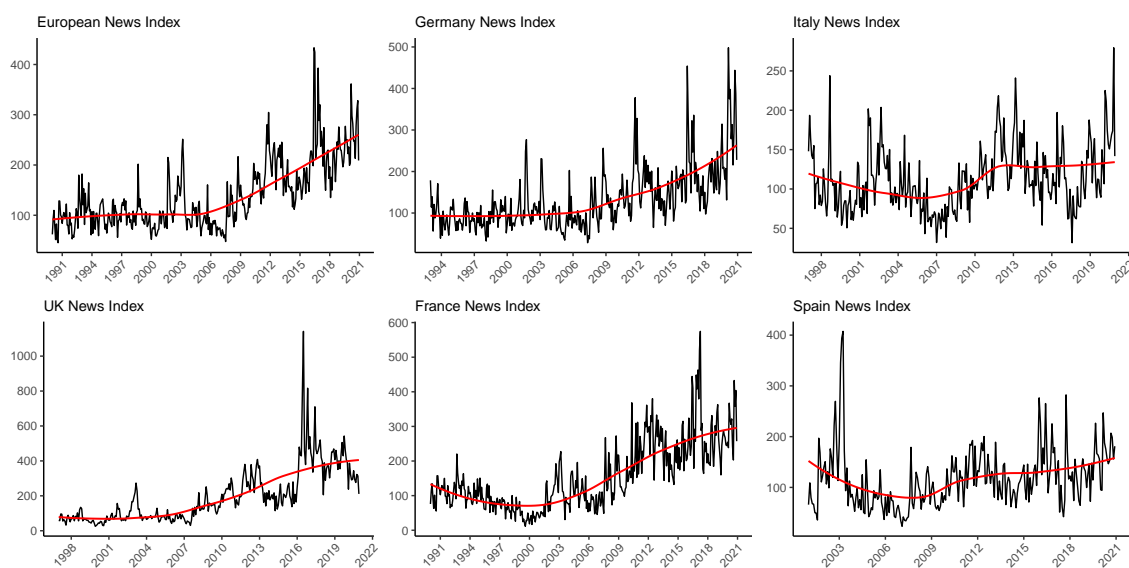 European News Index
400
300
200
100
1991 1994 1997 2000 2003 2006 2009 2012 2015 2018 2021
Germany News Index
500
400
300
200
100
0
1994 1997 2000 2003 2006 2009 2012 2015 2018 2021
Italy News Index
250
200
150
100
50
1998 2001 2004 2007 2010 2013 2016 2019 2022
UK News Index
1000
800
600
400
200
0
1998 2001 2004 2007 2010 2013 2016 2019 2022
France News Index
600
500
400
300
200
100
0
1991 1994 1997 2000 2003 2006 2009 2012 2015 2018 2021
Spain News Index
400
300
200
100
0
2003 2006 2009 2012 2015 2018 2021